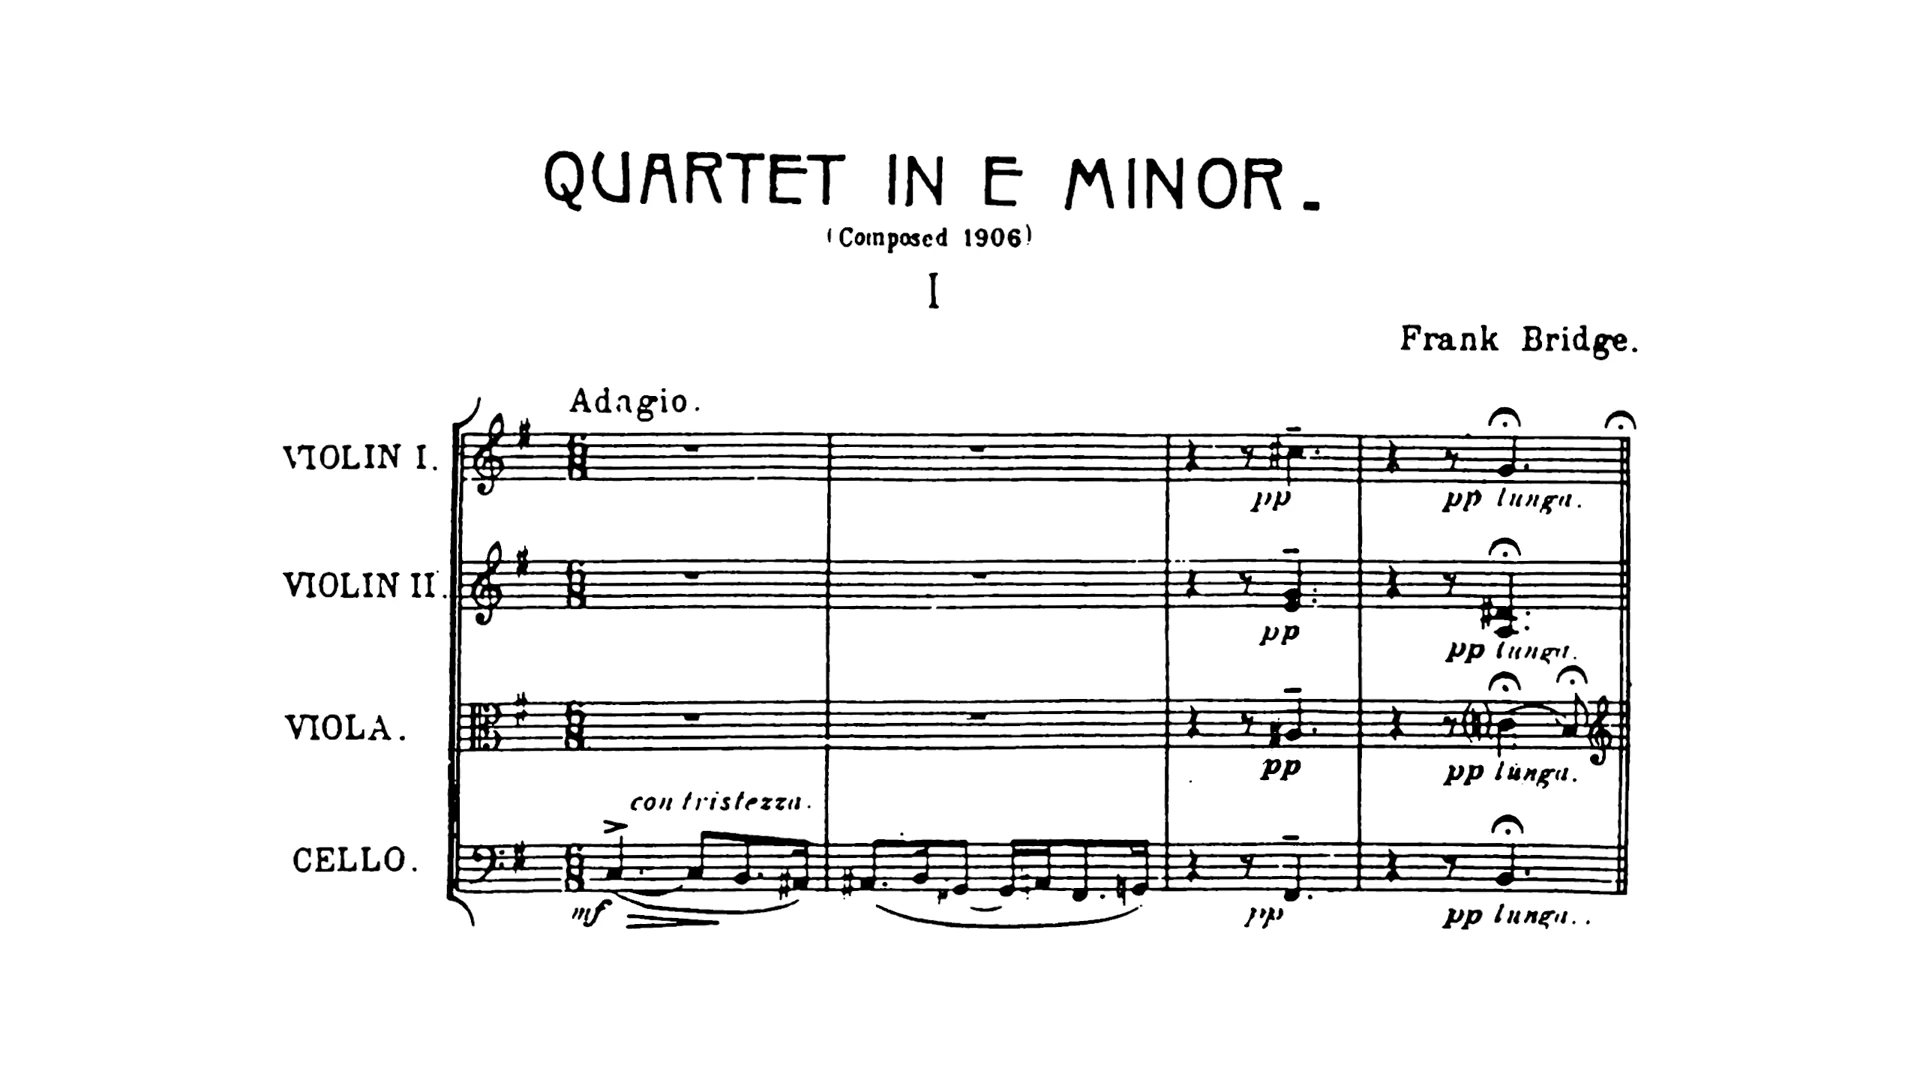 QUARTET IN E MINOR.
(Composed 1906)
I
Frank Bridge.
Adagio.
VIOLIN I.
pp pp lunga.
VIOLIN II.
pp pp lunga.
VIOLA.
pp pp lunga.
con tristezza.
CELLO.
mf pp pp lunga..